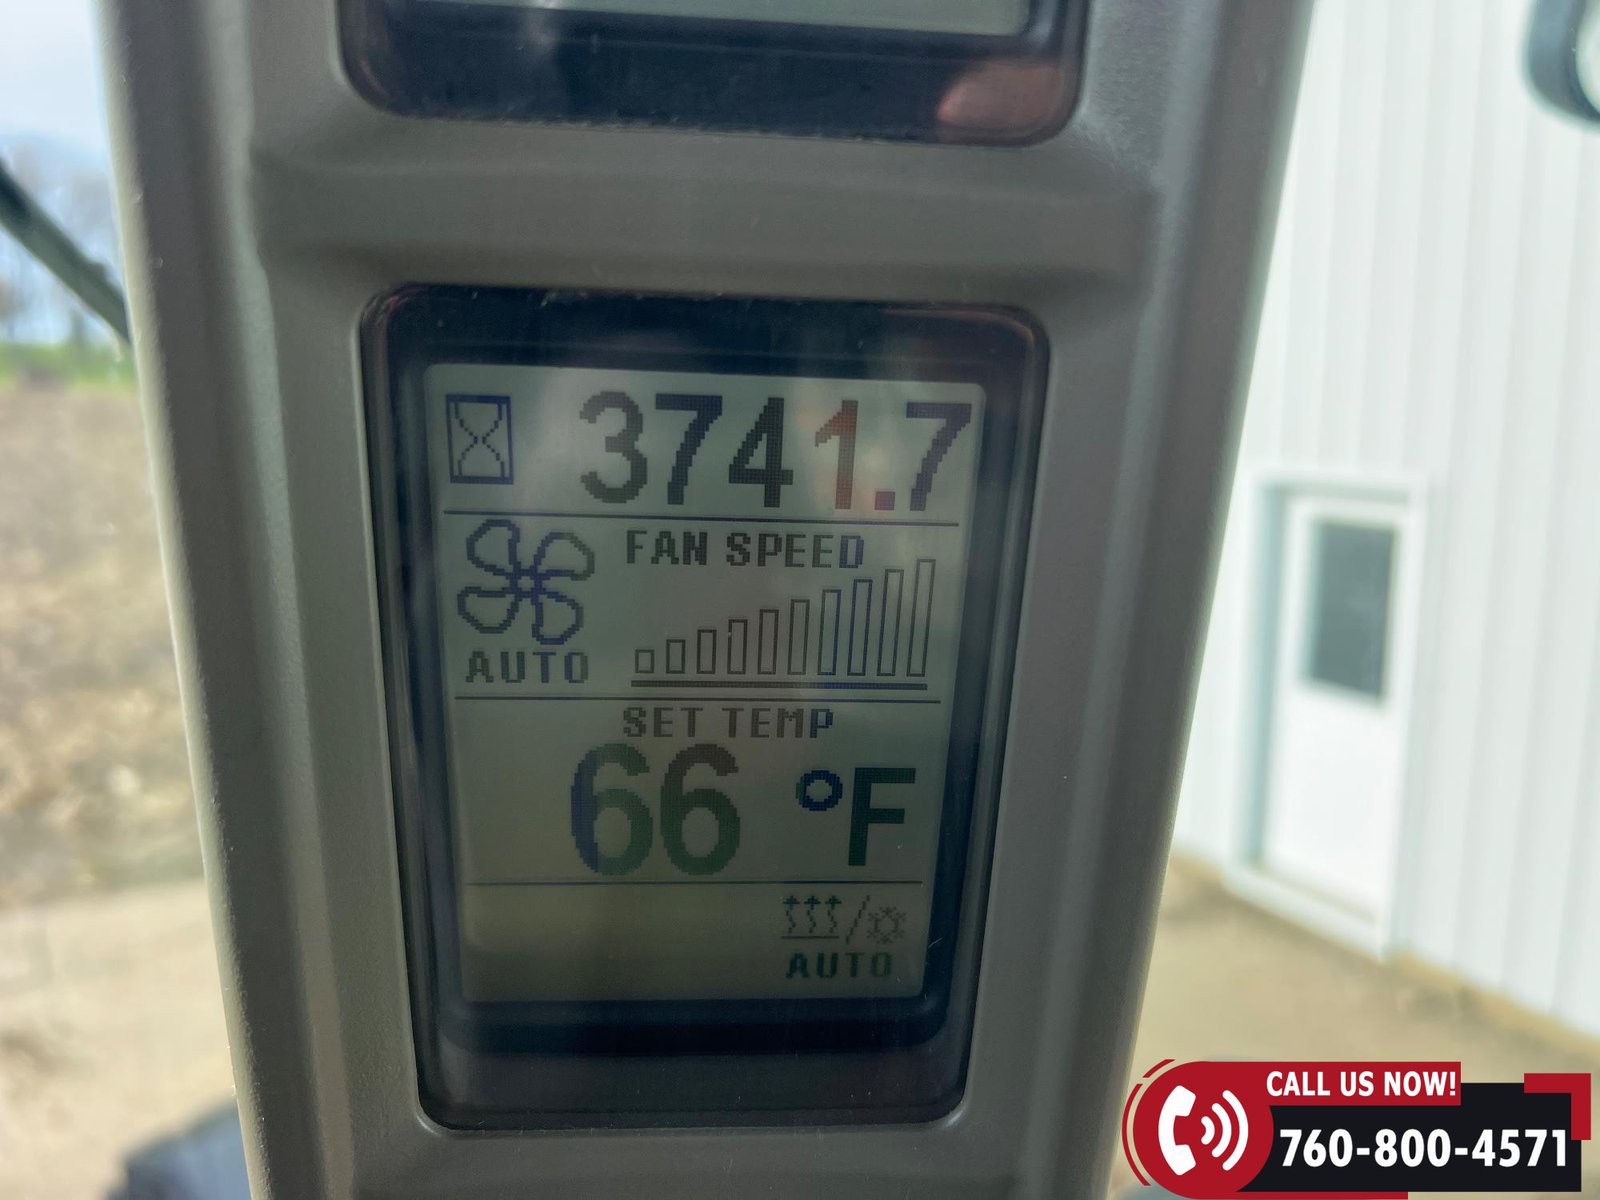 3741.7
FAN SPEED
AUTO
SET TEMP
66 °F
AUTO
CALL US NOW!
760-800-4571